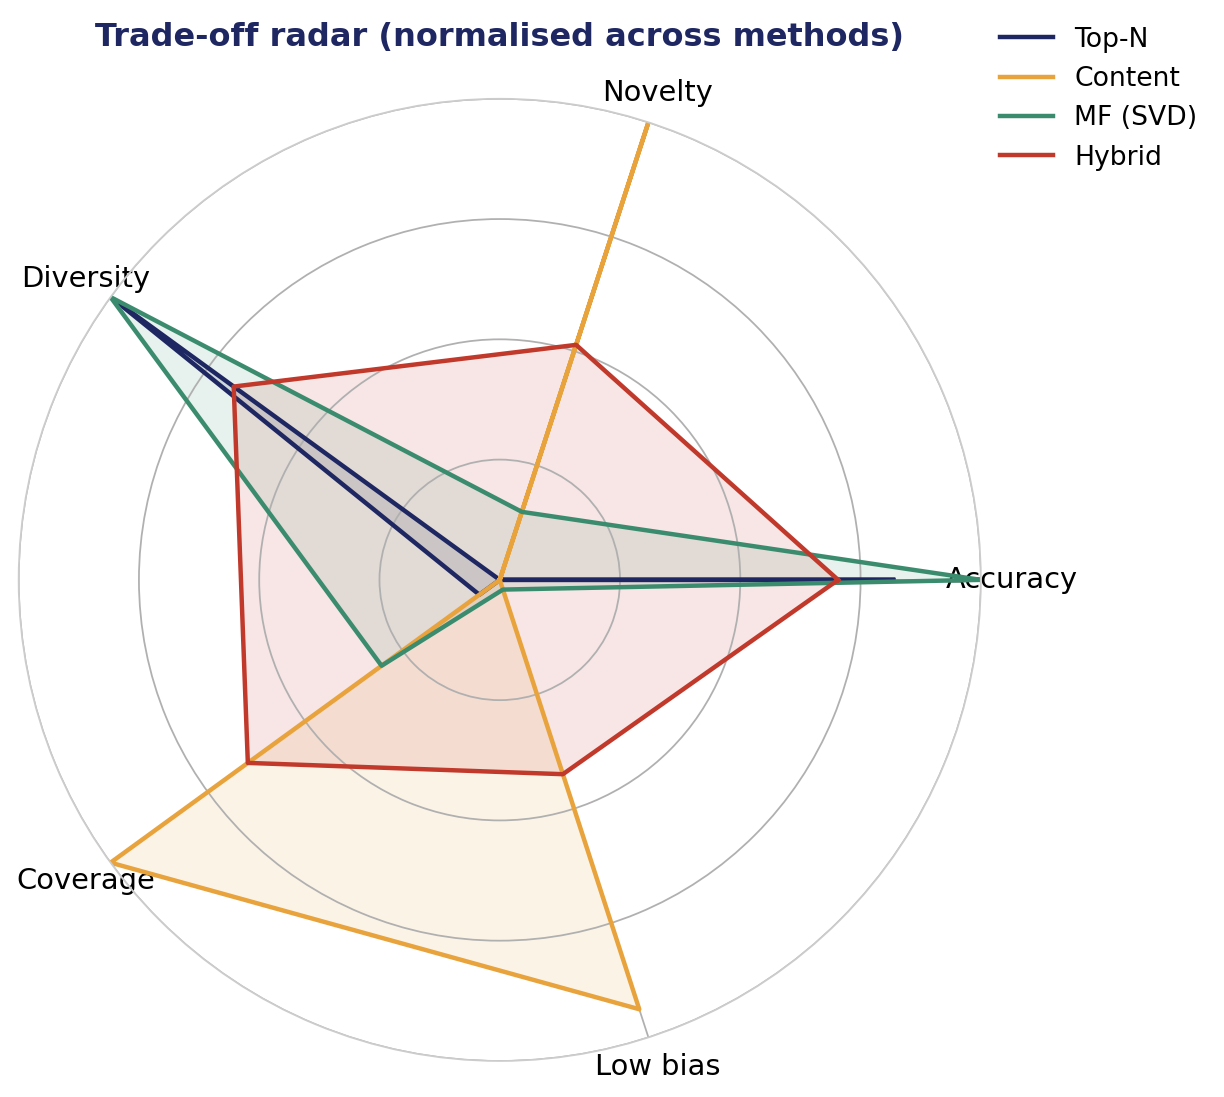 Trade-off radar (normalised across methods)
Top-N
Content
MF (SVD)
Hybrid
Novelty
Diversity
Accuracy
Coverage
Low bias